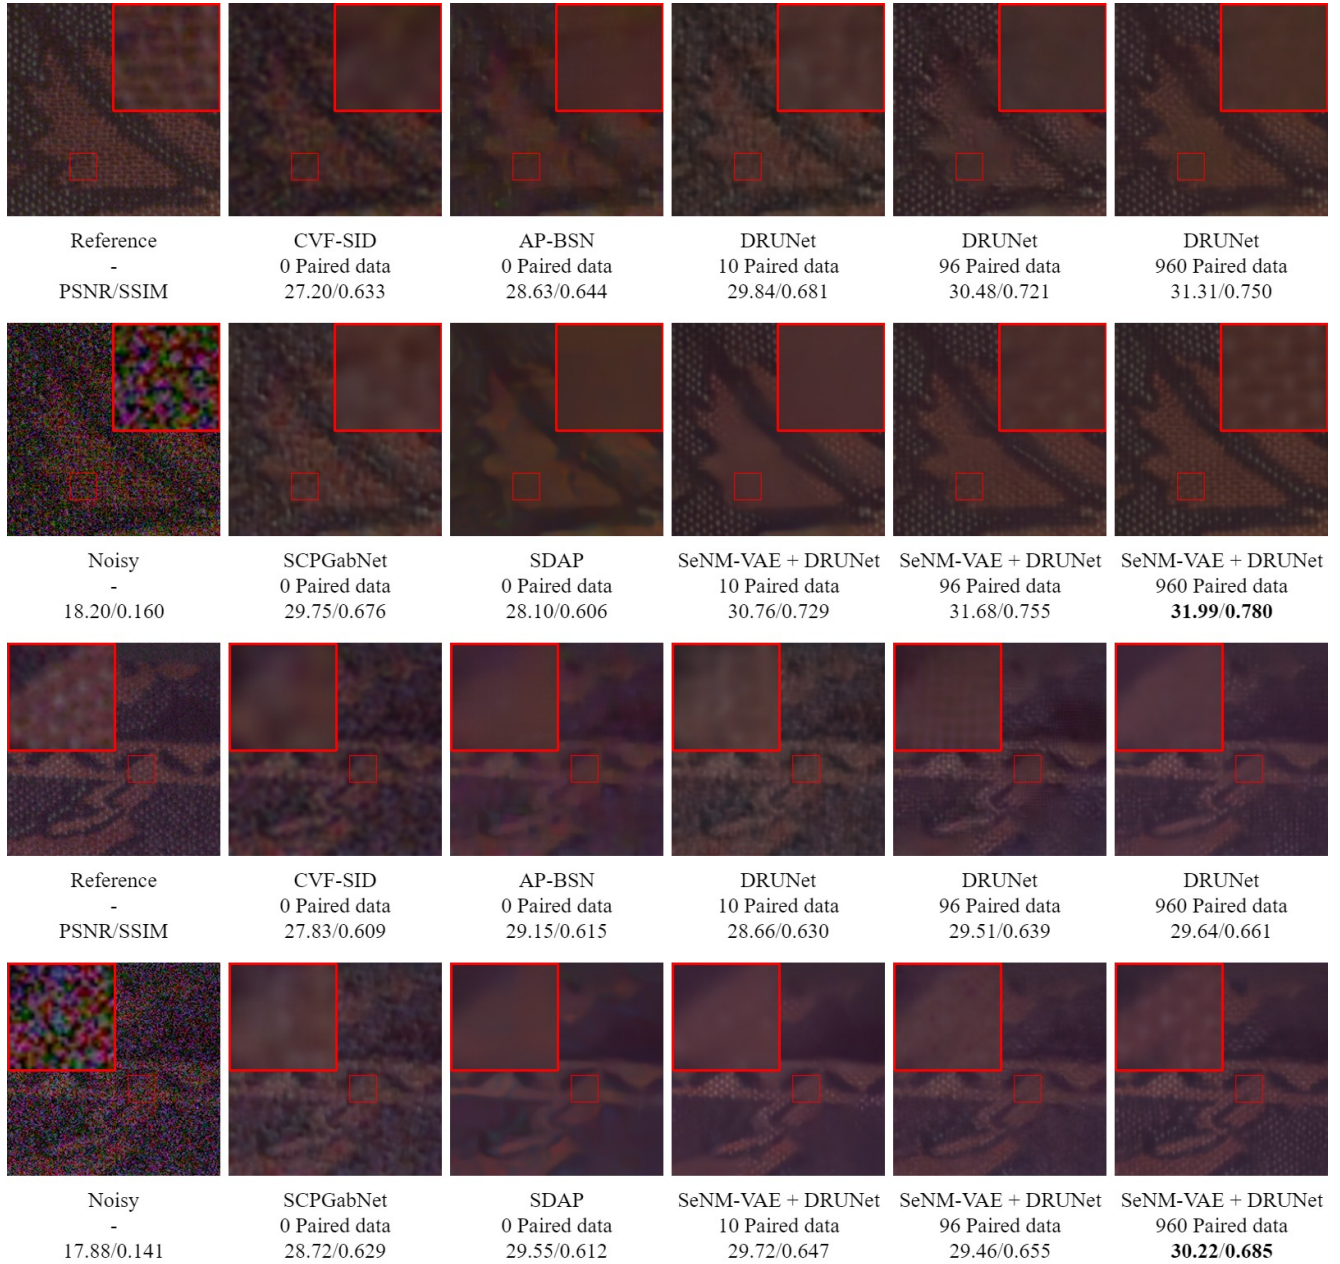 Reference
-
PSNR/SSIM
CVF-SID
0 Paired data
27.20/0.633
AP-BSN
0 Paired data
28.63/0.644
DRUNet
10 Paired data
29.84/0.681
DRUNet
96 Paired data
30.48/0.721
DRUNet
960 Paired data
31.31/0.750
Noisy
-
18.20/0.160
SCPGabNet
0 Paired data
29.75/0.676
SDAP
0 Paired data
28.10/0.606
SeNM-VAE + DRUNet
10 Paired data
30.76/0.729
SeNM-VAE + DRUNet
96 Paired data
31.68/0.755
SeNM-VAE + DRUNet
960 Paired data
31.99/0.780
Reference
-
PSNR/SSIM
CVF-SID
0 Paired data
27.83/0.609
AP-BSN
0 Paired data
29.15/0.615
DRUNet
10 Paired data
28.66/0.630
DRUNet
96 Paired data
29.51/0.639
DRUNet
960 Paired data
29.64/0.661
Noisy
-
17.88/0.141
SCPGabNet
0 Paired data
28.72/0.629
SDAP
0 Paired data
29.55/0.612
SeNM-VAE + DRUNet
10 Paired data
29.72/0.647
SeNM-VAE + DRUNet
96 Paired data
29.46/0.655
SeNM-VAE + DRUNet
960 Paired data
30.22/0.685